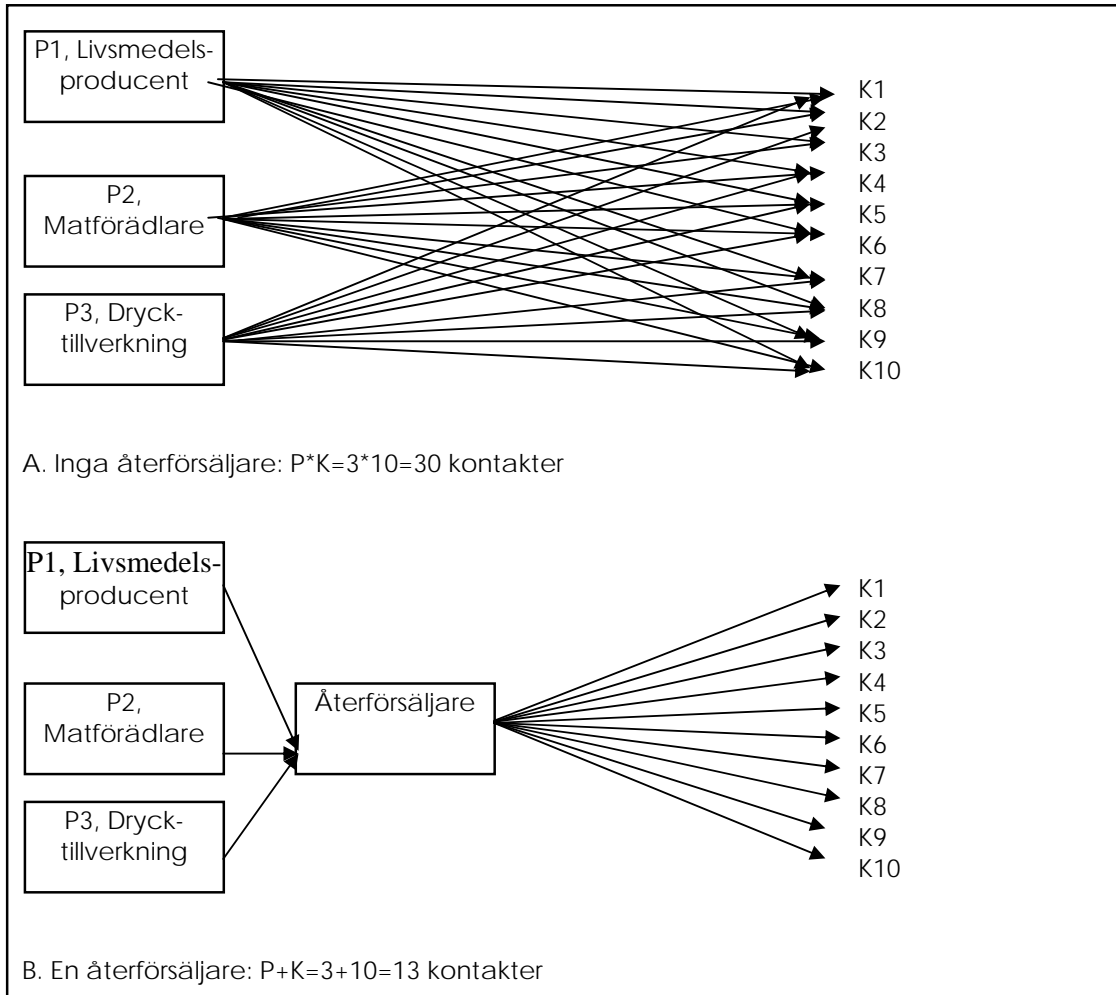 P1, Livsmedels-
producent
P2,
Matförädlare
P3, Dryck-
tillverkning
K1
K2
K3
K4
K5
K6
K7
K8
K9
K10
A. Inga återförsäljare: P*K=3*10=30 kontakter
P1, Livsmedels-
producent
P2,
Matförädlare
P3, Dryck-
tillverkning
Återförsäljare
K1
K2
K3
K4
K5
K6
K7
K8
K9
K10
B. En återförsäljare: P+K=3+10=13 kontakter